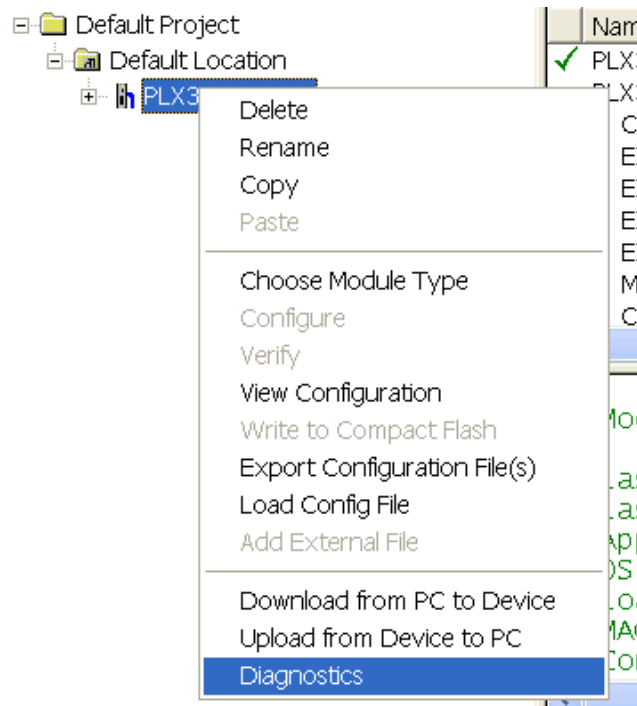 Default Project
Default Location
PLX3
Delete
Rename
Copy
Paste
Choose Module Type
Configure
Verify
View Configuration
Write to Compact Flash
Export Configuration File(s)
Load Config File
Add External File
Download from PC to Device
Upload from Device to PC
Diagnostics